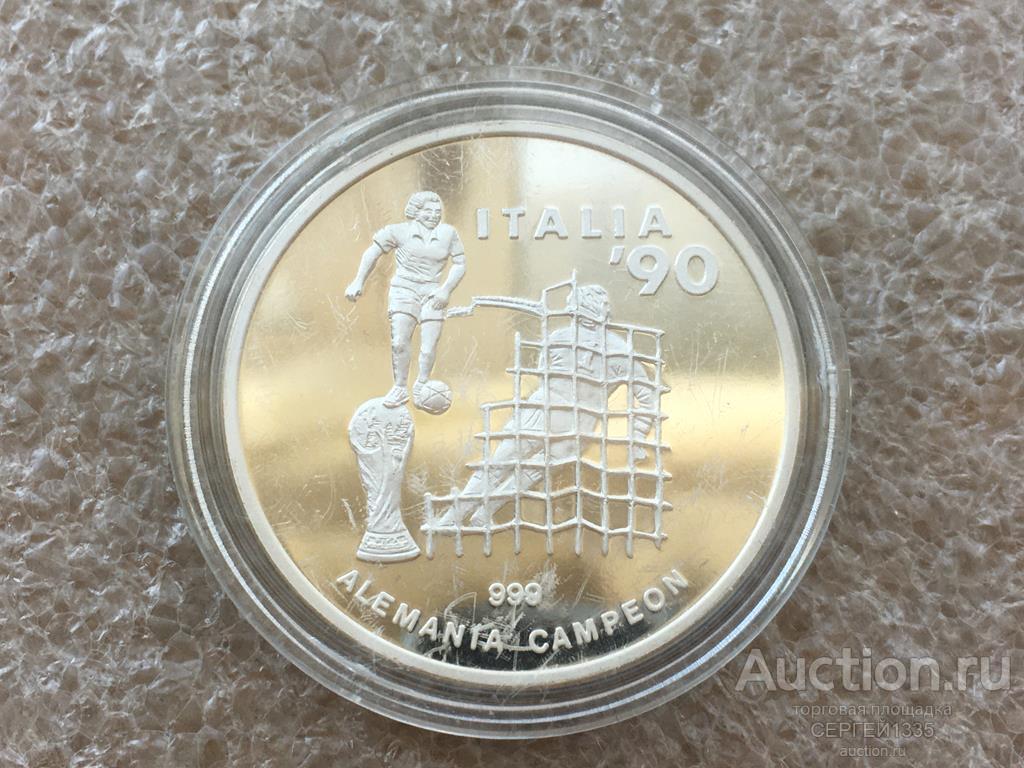 ITALIA
'90
999
ALEMANIA CAMPEON
Auction.ru
торговая площадка
СЕРГЕЙ1335
auction.ru